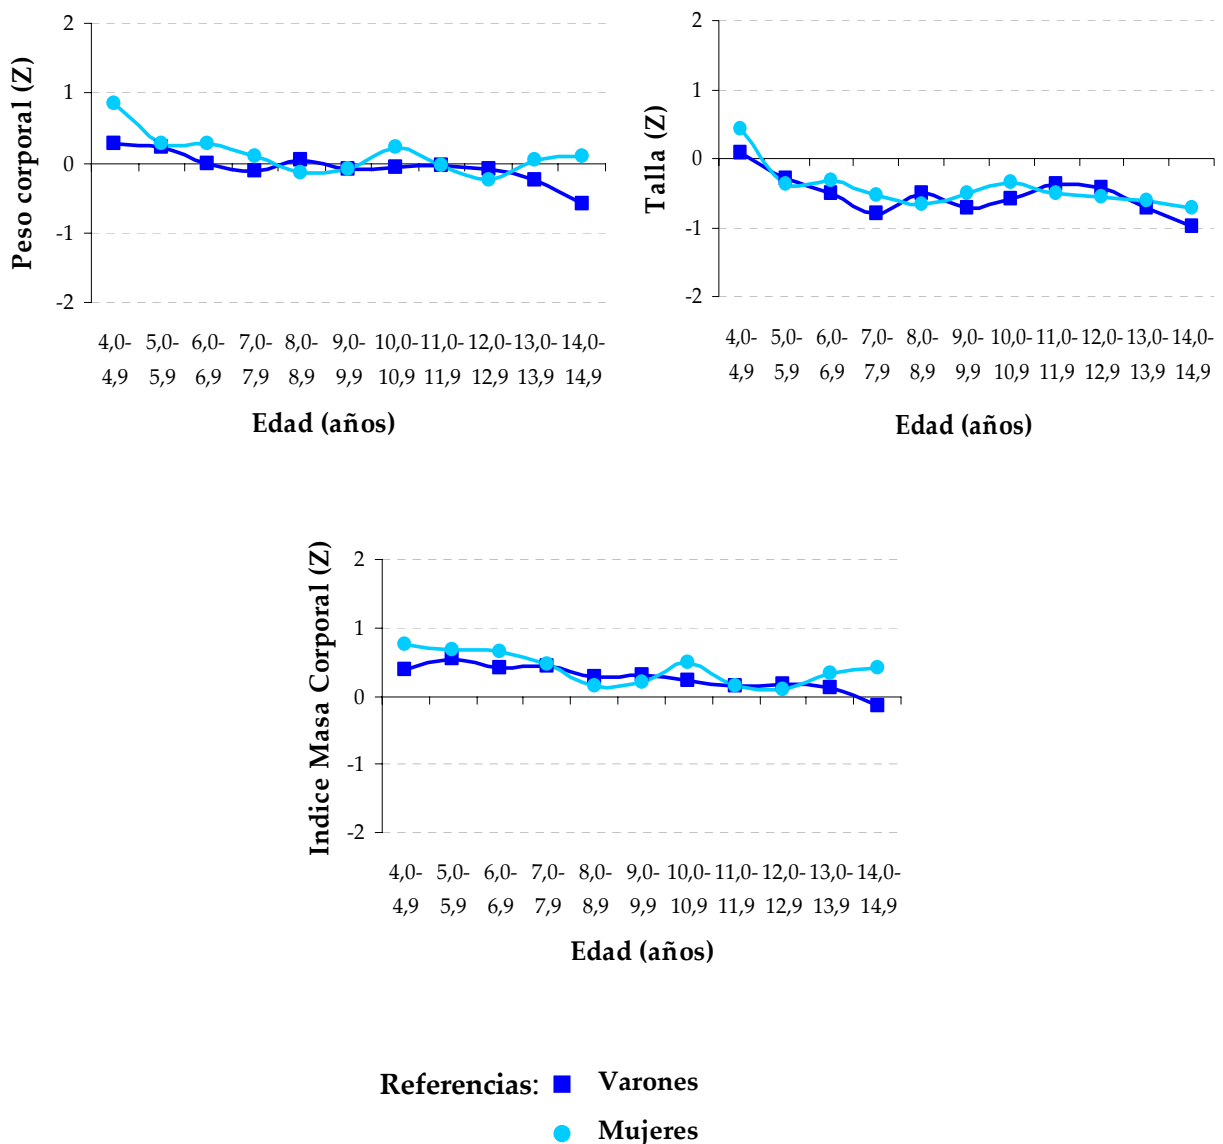 Peso corporal (Z)
2
1
0
-1
-2
4,0- 5,0- 6,0- 7,0- 8,0- 9,0- 10,0- 11,0- 12,0- 13,0- 14,0-
4,9 5,9 6,9 7,9 8,9 9,9 10,9 11,9 12,9 13,9 14,9
Edad (años)
Talla (Z)
2
1
0
-1
-2
4,0- 5,0- 6,0- 7,0- 8,0- 9,0- 10,0- 11,0- 12,0- 13,0- 14,0-
4,9 5,9 6,9 7,9 8,9 9,9 10,9 11,9 12,9 13,9 14,9
Edad (años)
Indice Masa Corporal (Z)
2
1
0
-1
-2
4,0- 5,0- 6,0- 7,0- 8,0- 9,0- 10,0- 11,0- 12,0- 13,0- 14,0-
4,9 5,9 6,9 7,9 8,9 9,9 10,9 11,9 12,9 13,9 14,9
Edad (años)
Referencias: Varones
Mujeres